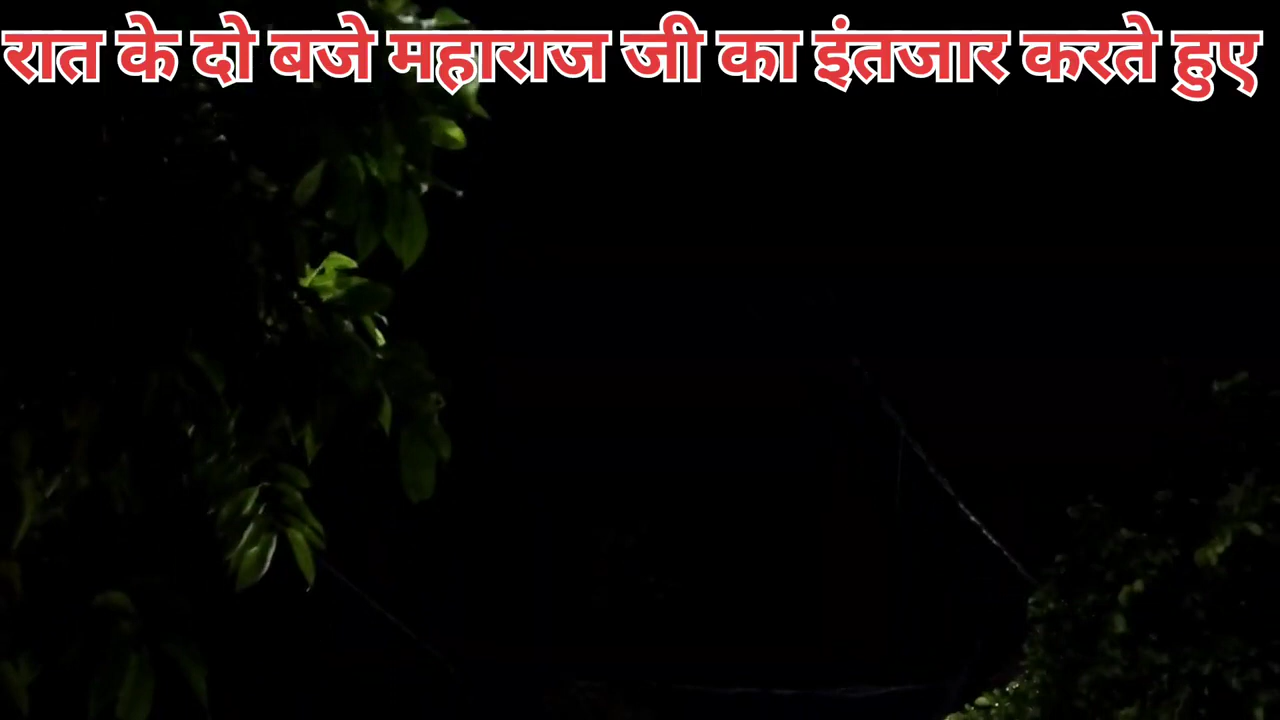 रात के दो बजे महाराज जी का इंतजार करते हुए